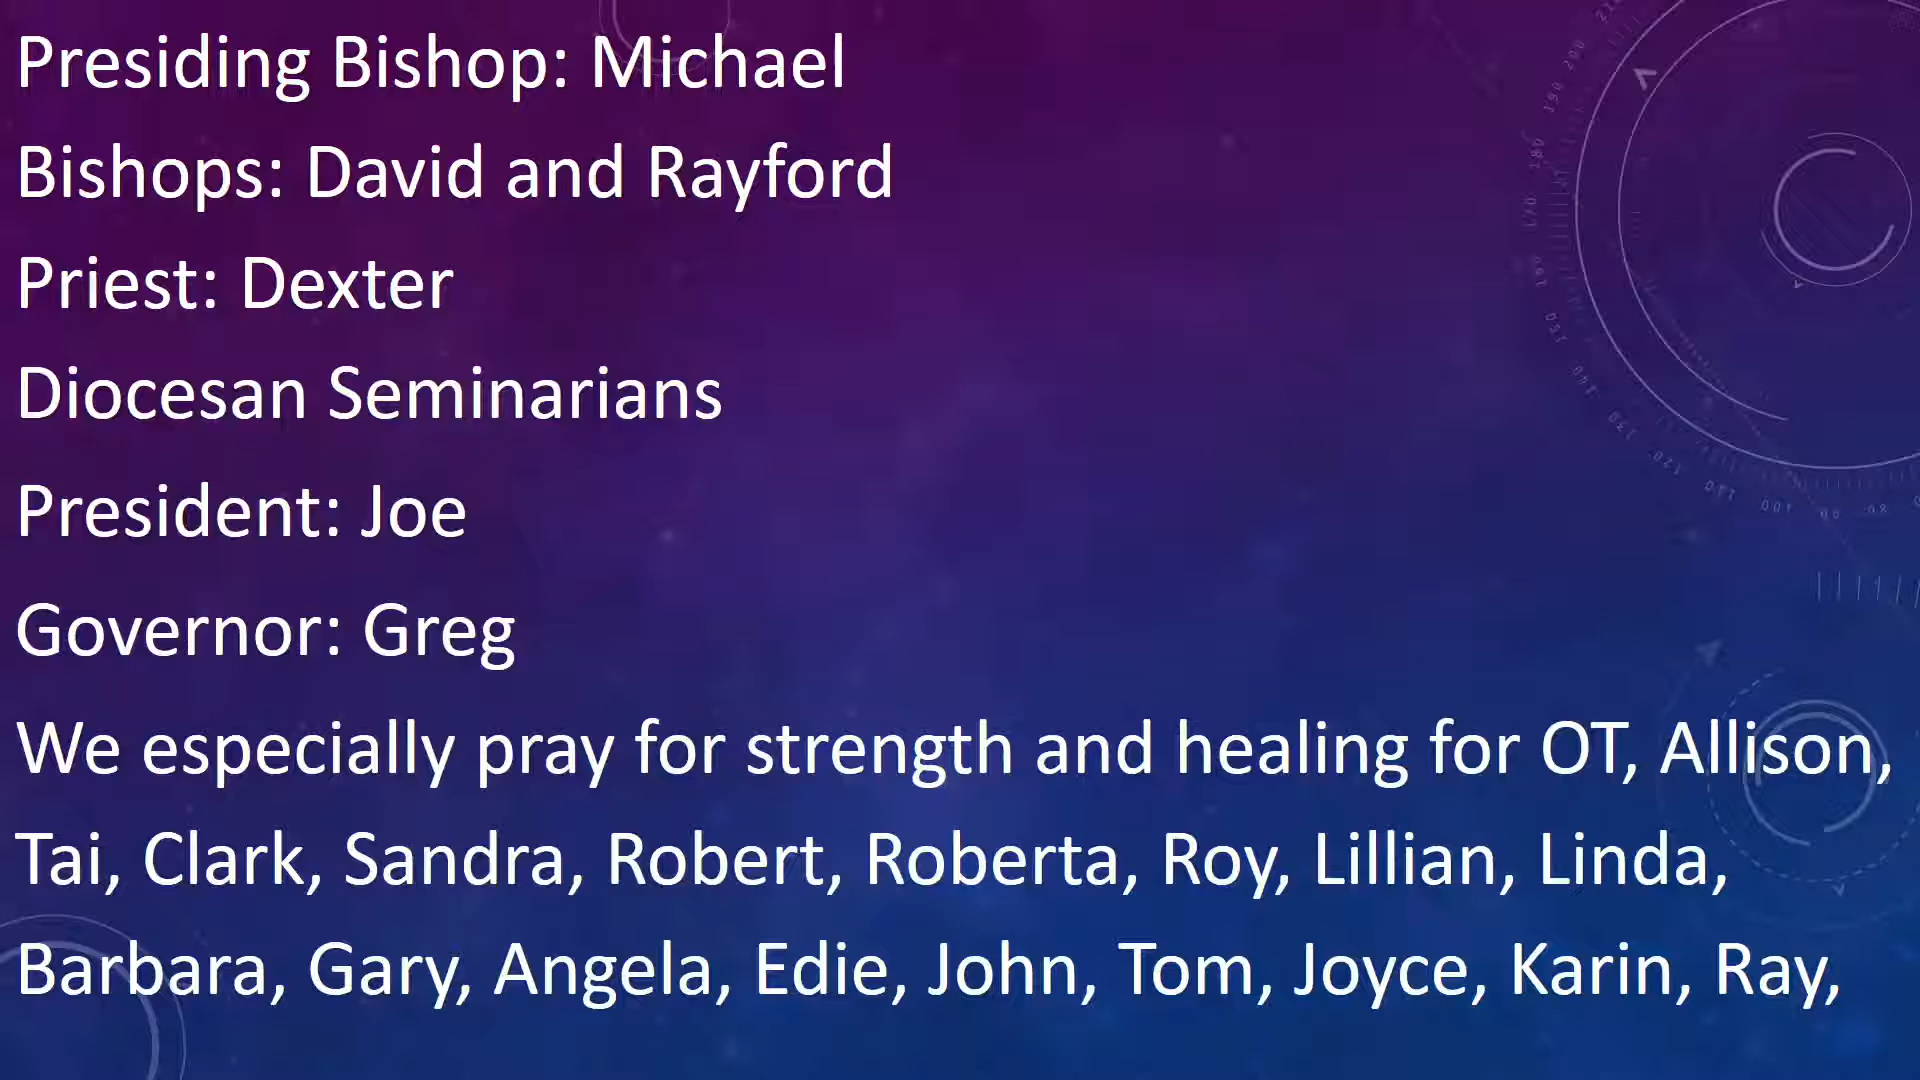 Presiding Bishop: Michael
Bishops: David and Rayford
Priest: Dexter
Diocesan Seminarians
President: Joe
Governor: Greg
We especially pray for strength and healing for OT, Allison,
Tai, Clark, Sandra, Robert, Roberta, Roy, Lillian, Linda,
Barbara, Gary, Angela, Edie, John, Tom, Joyce, Karin, Ray,